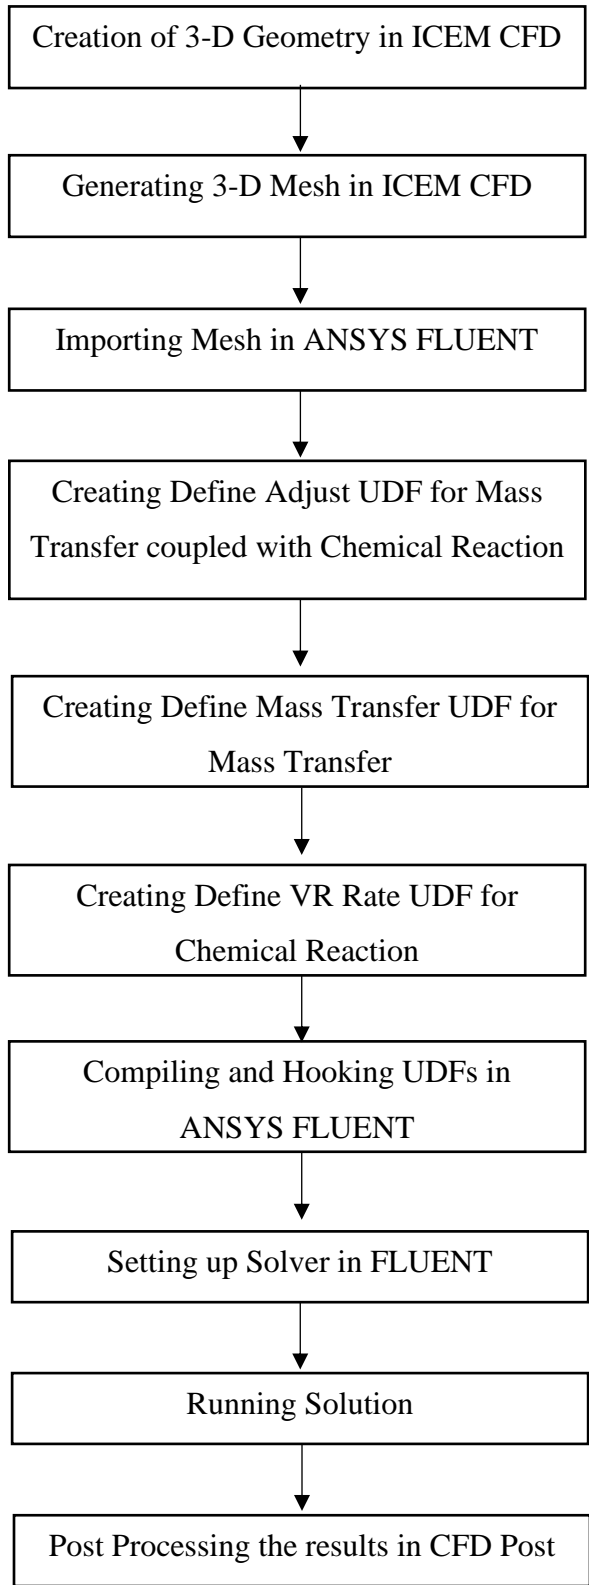 Creation of 3-D Geometry in ICEM CFD
Generating 3-D Mesh in ICEM CFD
Importing Mesh in ANSYS FLUENT
Creating Define Adjust UDF for Mass
Transfer coupled with Chemical Reaction
Creating Define Mass Transfer UDF for
Mass Transfer
Creating Define VR Rate UDF for
Chemical Reaction
Compiling and Hooking UDFs in
ANSYS FLUENT
Setting up Solver in FLUENT
Running Solution
Post Processing the results in CFD Post